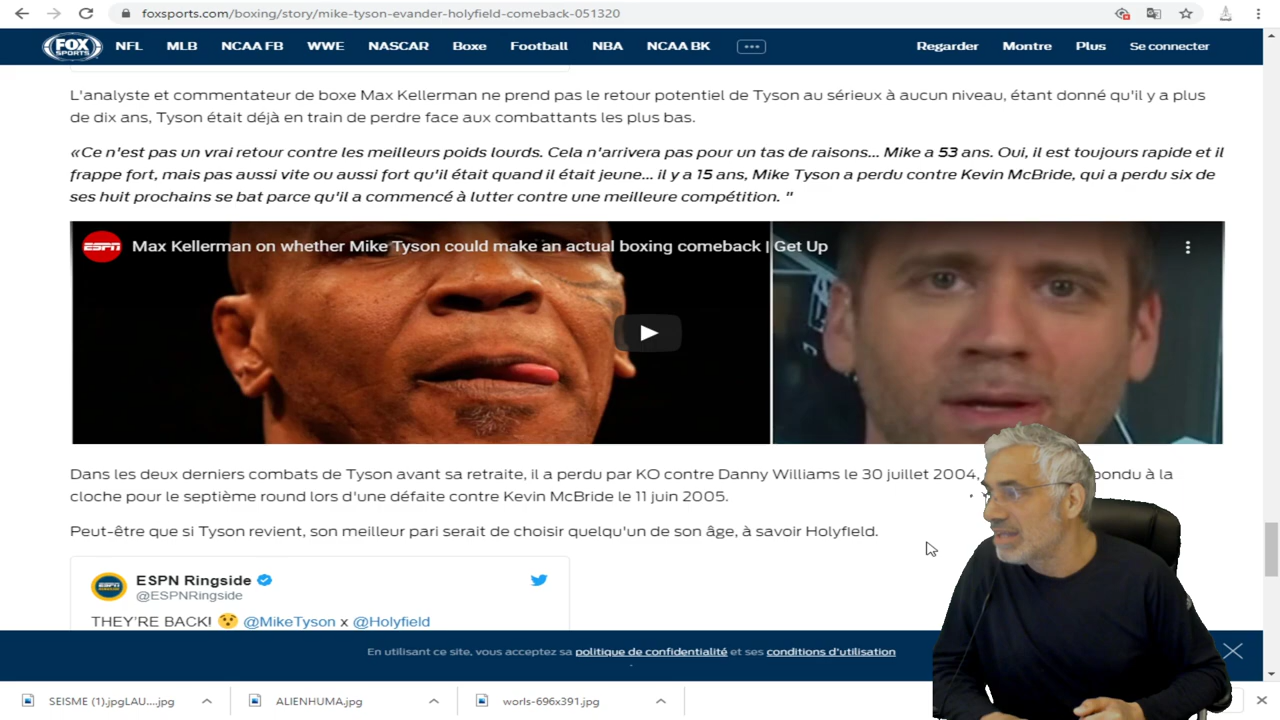 foxsports.com/boxing/story/mike-tyson-evander-holyfield-comeback-051320
FOX SPORTS NFL MLB NCAA FB WWE NASCAR Boxe Football NBA NCAA BK Regarder Montre Plus Se connecter
L'analyste et commentateur de boxe Max Kellerman ne prend pas le retour potentiel de Tyson au sérieux à aucun niveau, étant donné qu'il y a plus
de dix ans, Tyson était déjà en train de perdre face aux combattants les plus bas.
«Ce n'est pas un vrai retour contre les meilleurs poids lourds. Cela n'arrivera pas pour un tas de raisons... Mike a 53 ans. Oui, il est toujours rapide et il
frappe fort, mais pas aussi vite ou aussi fort qu'il était quand il était jeune... il y a 15 ans, Mike Tyson a perdu contre Kevin McBride, qui a perdu six de
ses huit prochains se bat parce qu'il a commencé à lutter contre une meilleure compétition. "
ESPN Max Kellerman on whether Mike Tyson could make an actual boxing comeback | Get Up
Dans les deux derniers combats de Tyson avant sa retraite, il a perdu par KO contre Danny Williams le 30 juillet 2004, pondu à la
cloche pour le septième round lors d'une défaite contre Kevin McBride le 11 juin 2005.
Peut-être que si Tyson revient, son meilleur pari serait de choisir quelqu'un de son âge, à savoir Holyfield.
ESPN Ringside
@ESPNRingside
THEY'RE BACK! @MikeTyson x @Holyfield
En utilisant ce site, vous acceptez sa politique de confidentialité et ses conditions d'utilisation
.
SEISME (1).jpgLAU....jpg ALIENHUMA.jpg worls-696x391.jpg